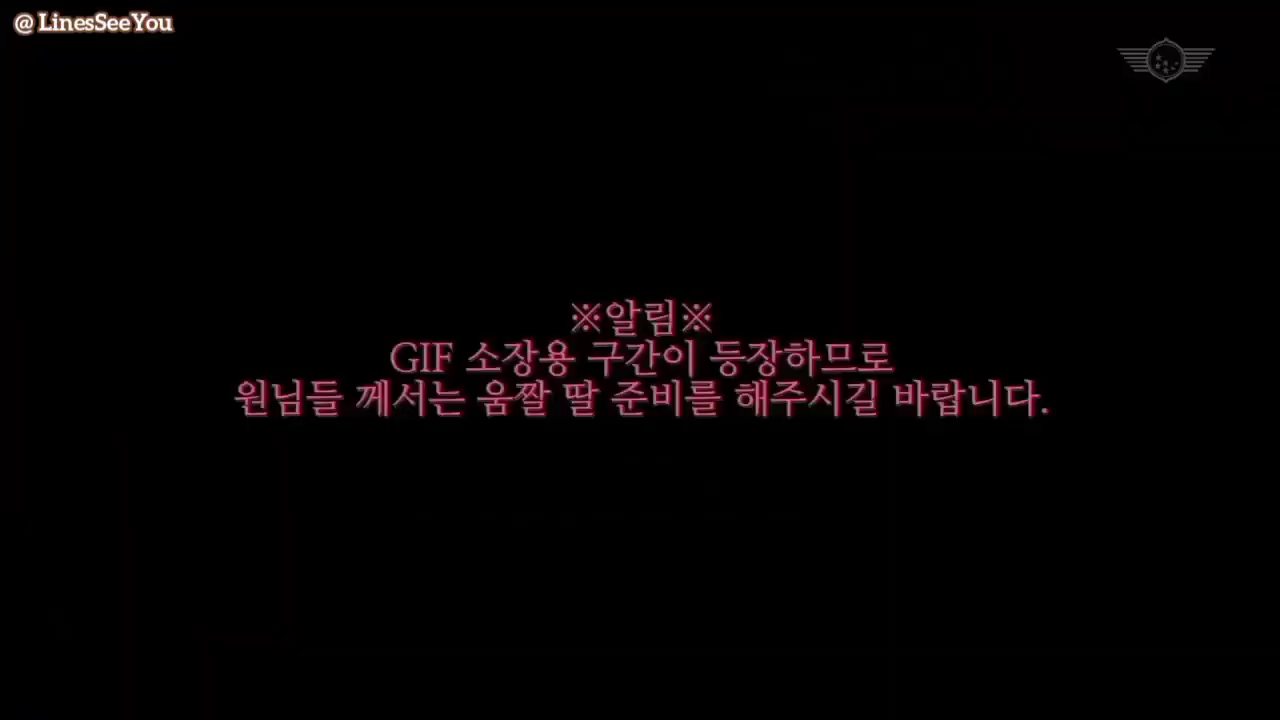 @ LinesSeeYou
※알림※
GIF 소장용 구간이 등장하므로
원님들 께서는 움짤 딸 준비를 해주시길 바랍니다.